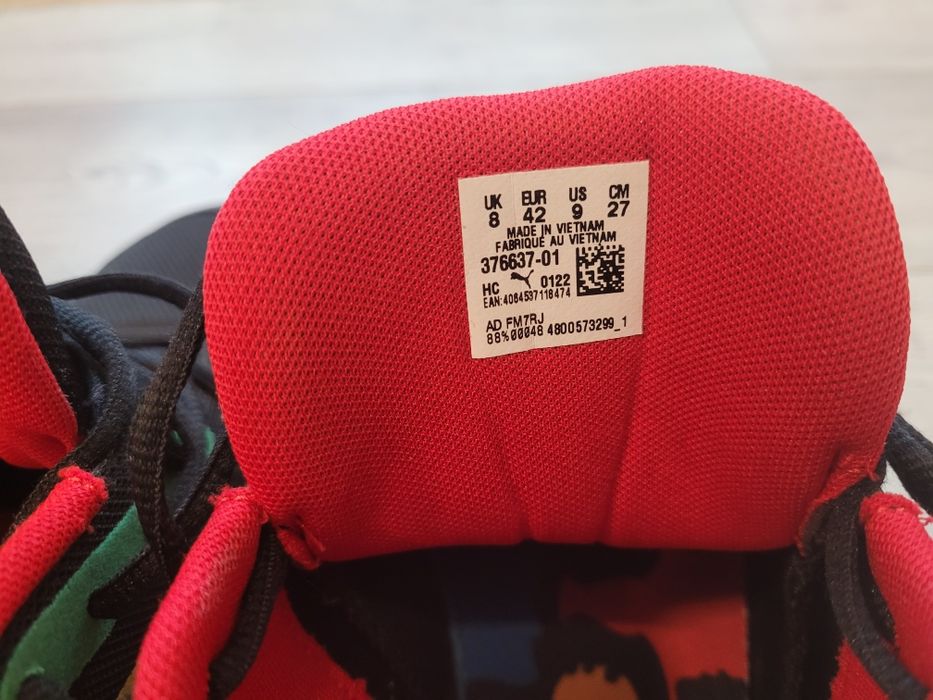 UK EUR US CM
8 42 9 27
MADE IN VIETNAM
FABRIQUÉ AU VIETNAM
376637-01
HC 0122
EAN:4064537118474
AD FM7RJ
88%00048 4800573299_1